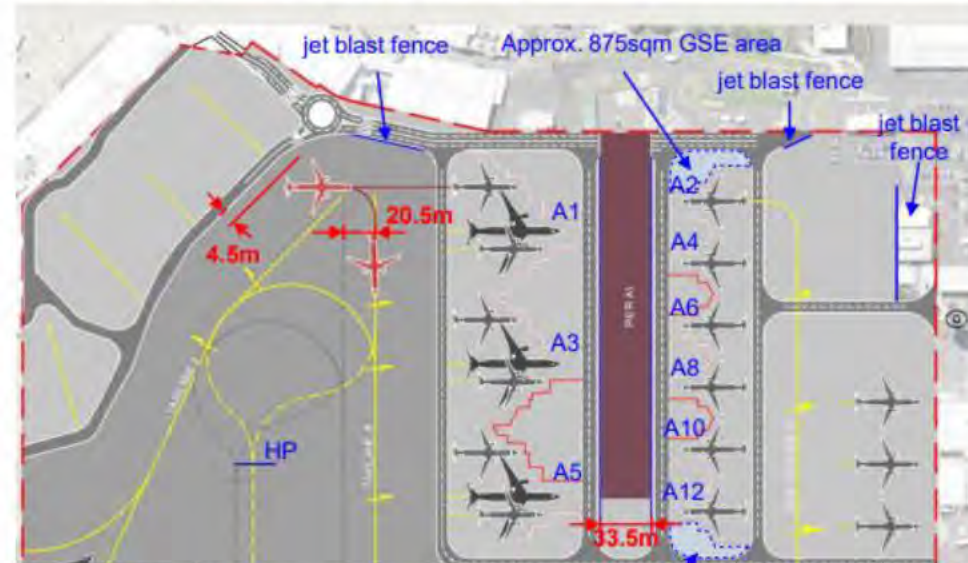 jet blast fence
Approx. 875sqm GSE area
jet blast fence
jet blast
fence
A1
A2
20.5m
4.5m
A4
A3
A6
A8
A10
HP
A5
A12
33.5m